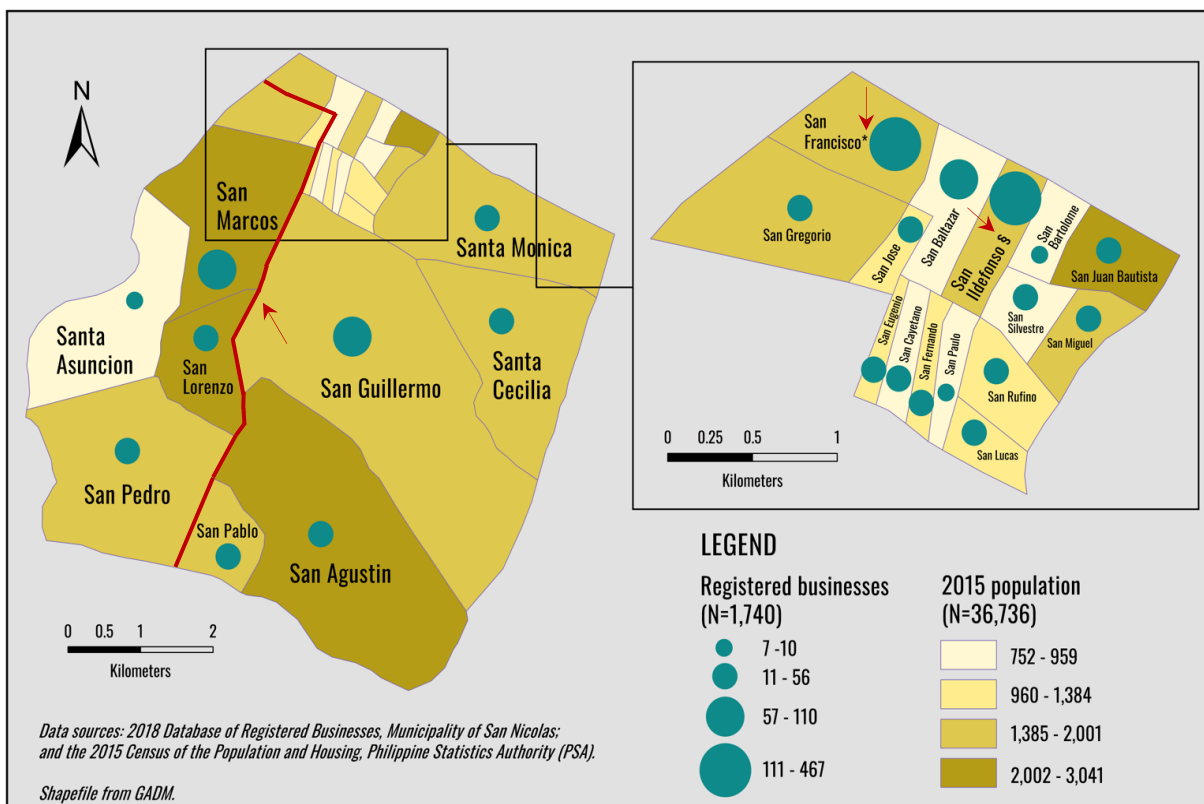 N
San
Marcos
Santa Monica
Santa
Asuncion
San
Lorenzo
San Guillermo
Santa
Cecilia
San Pedro
San Pablo
San Agustin
0 0.5 1 2
Kilometers
San
Francisco*
San Gregorio
San Jose
San Baltazar
San
Ildefonso §
San
Bartolome
San Juan Bautista
San
Silvestre
San Miguel
San Eugenio
San Cayetano
San Fernando
San Paulo
San Rufino
San Lucas
0 0.25 0.5 1
Kilometers
LEGEND
Registered businesses
(N=1,740)
7 -10
11 - 56
57 - 110
111 - 467
2015 population
(N=36,736)
752 - 959
960 - 1,384
1,385 - 2,001
2,002 - 3,041
Data sources: 2018 Database of Registered Businesses, Municipality of San Nicolas;
and the 2015 Census of the Population and Housing, Philippine Statistics Authority (PSA).
Shapefile from GADM.